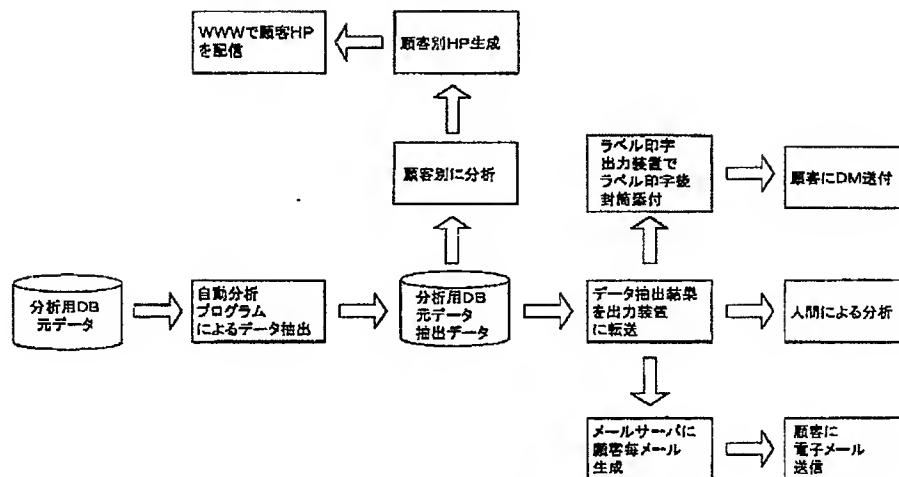 WWWで顧客HP
を配信
顧客別HP生成
顧客別に分析
ラベル印字
出力装置で
ラベル印字後
封筒添付
顧客にDM送付
分析用DB
元データ
自動分析
プログラム
によるデータ抽出
分析用DB
元データ
抽出データ
データ抽出結果
を出力装置
に転送
人間による分析
メールサーバに
顧客毎メール
生成
顧客に
電子メール
送信